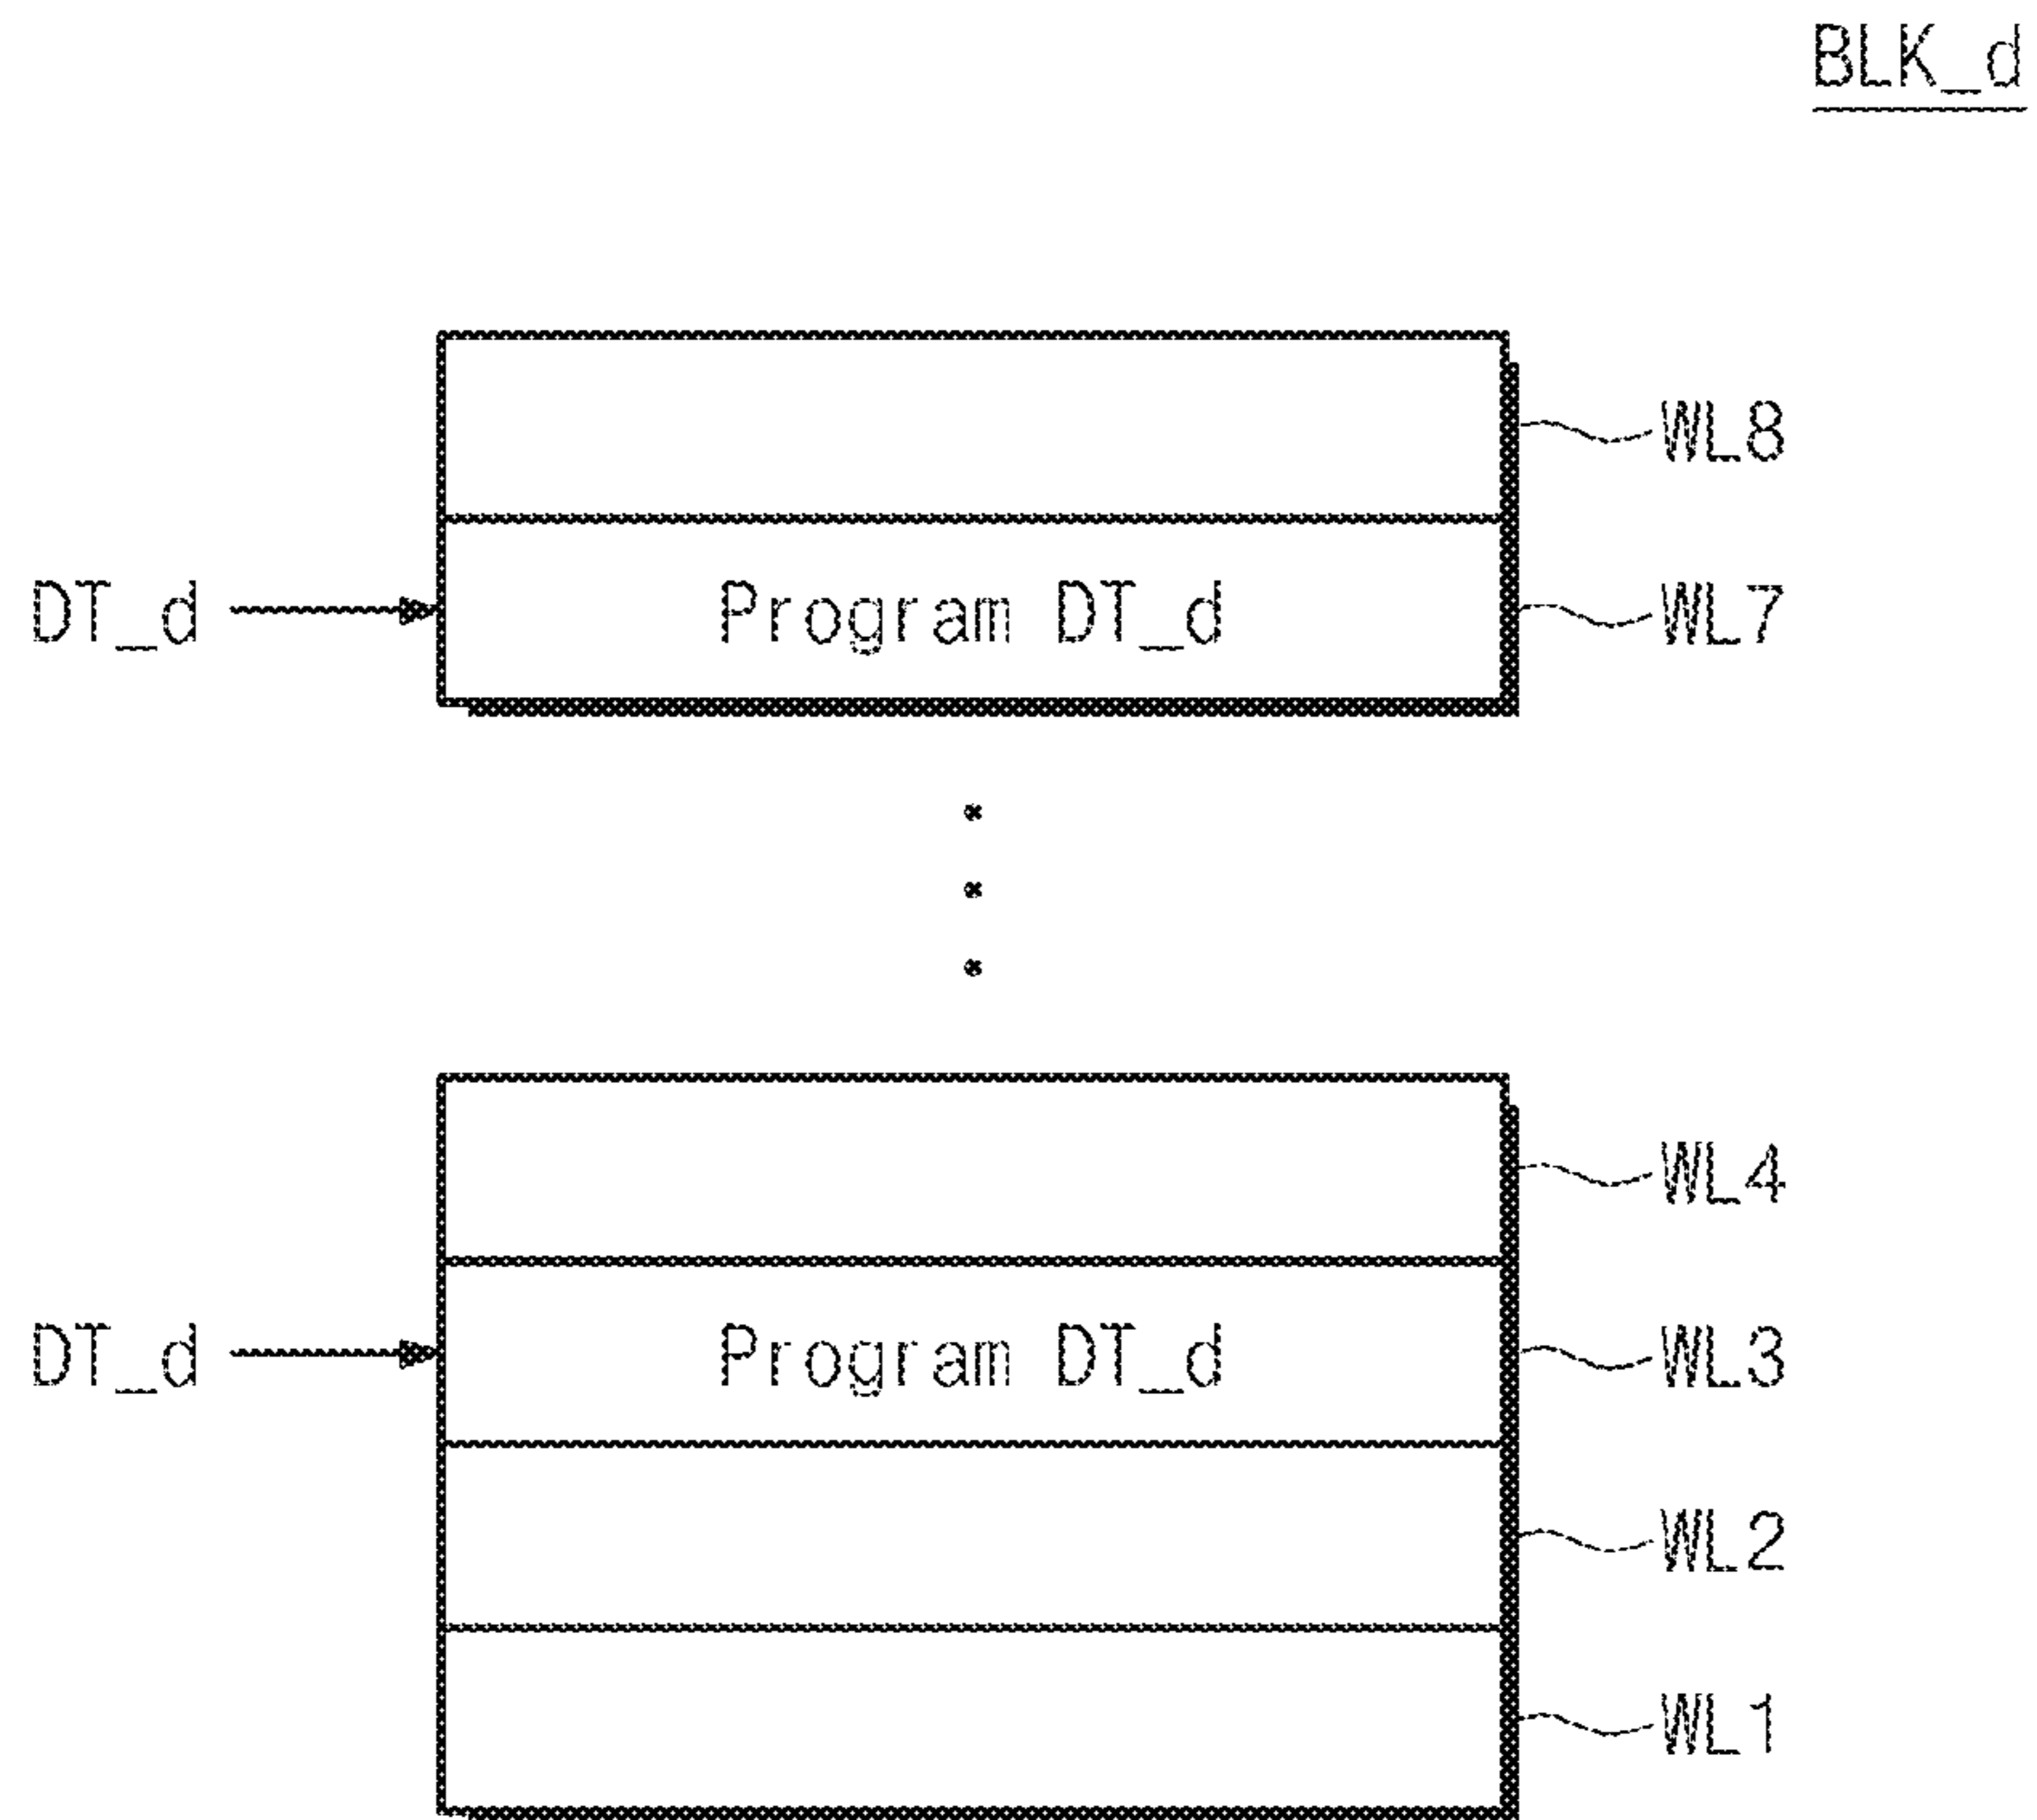 BLK_d
WL8
DT_d Program DT_d WL7
WL4
DT_d Program DT_d WL3
WL2
WL1